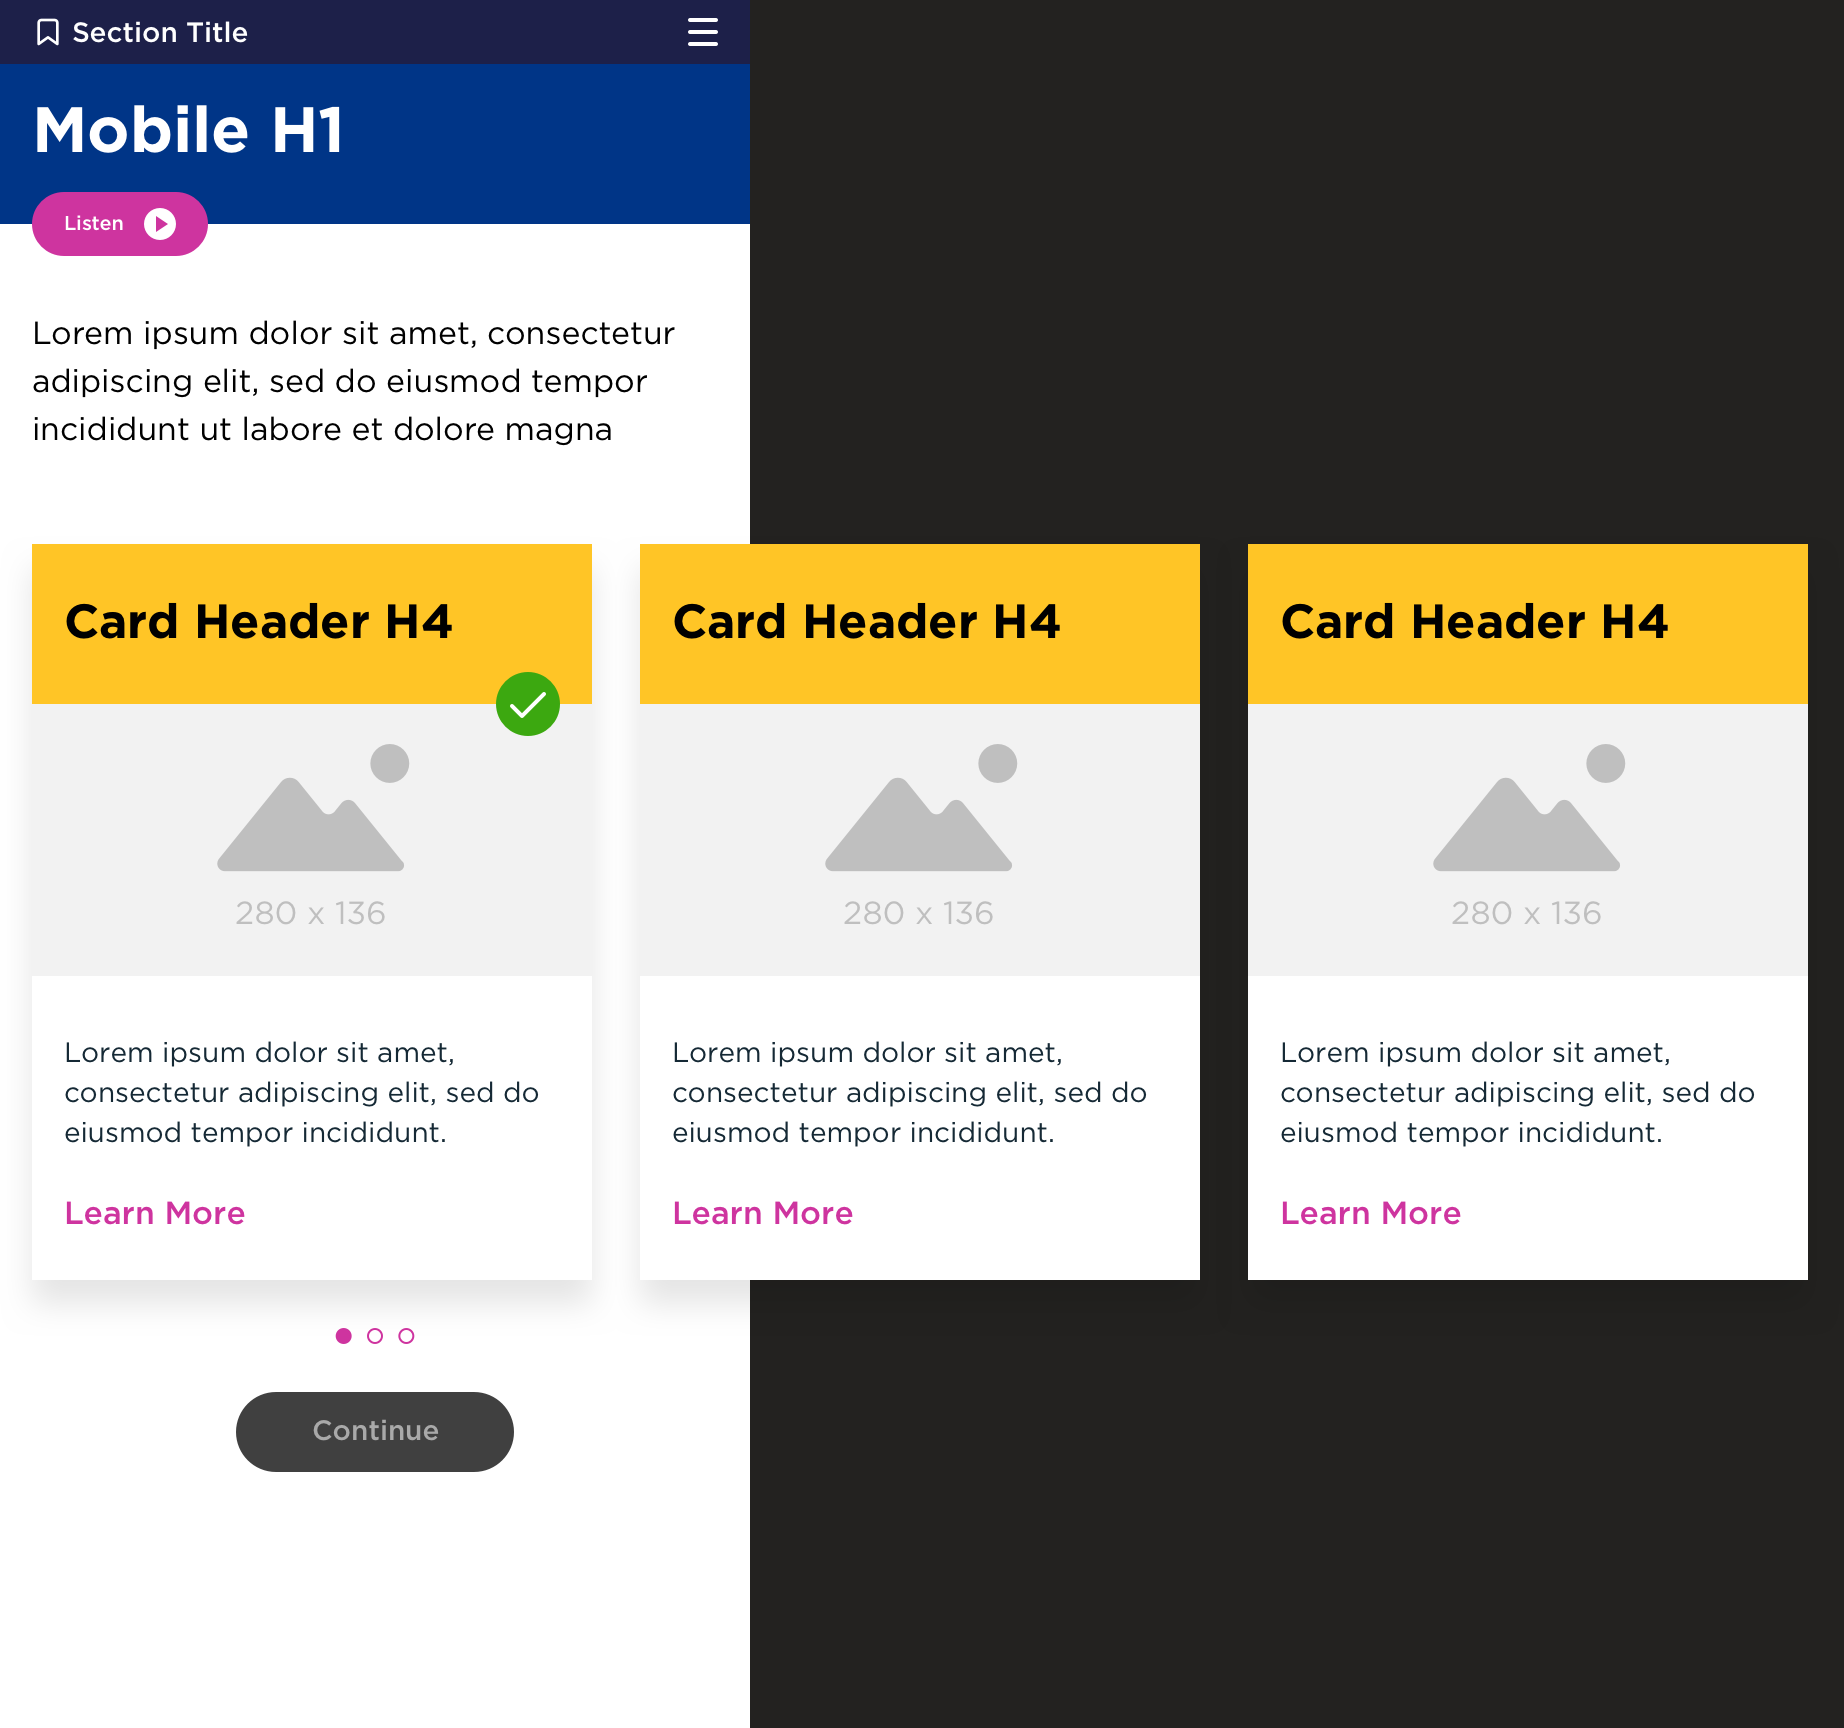 Section Title
Mobile H1
Listen
Lorem ipsum dolor sit amet, consectetur
adipiscing elit, sed do eiusmod tempor
incididunt ut labore et dolore magna
Card Header H4
280 x 136
Lorem ipsum dolor sit amet,
consectetur adipiscing elit, sed do
eiusmod tempor incididunt.
Learn More
Card Header H4
280 x 136
Lorem ipsum dolor sit amet,
consectetur adipiscing elit, sed do
eiusmod tempor incididunt.
Learn More
Card Header H4
280 x 136
Lorem ipsum dolor sit amet,
consectetur adipiscing elit, sed do
eiusmod tempor incididunt.
Learn More
Continue